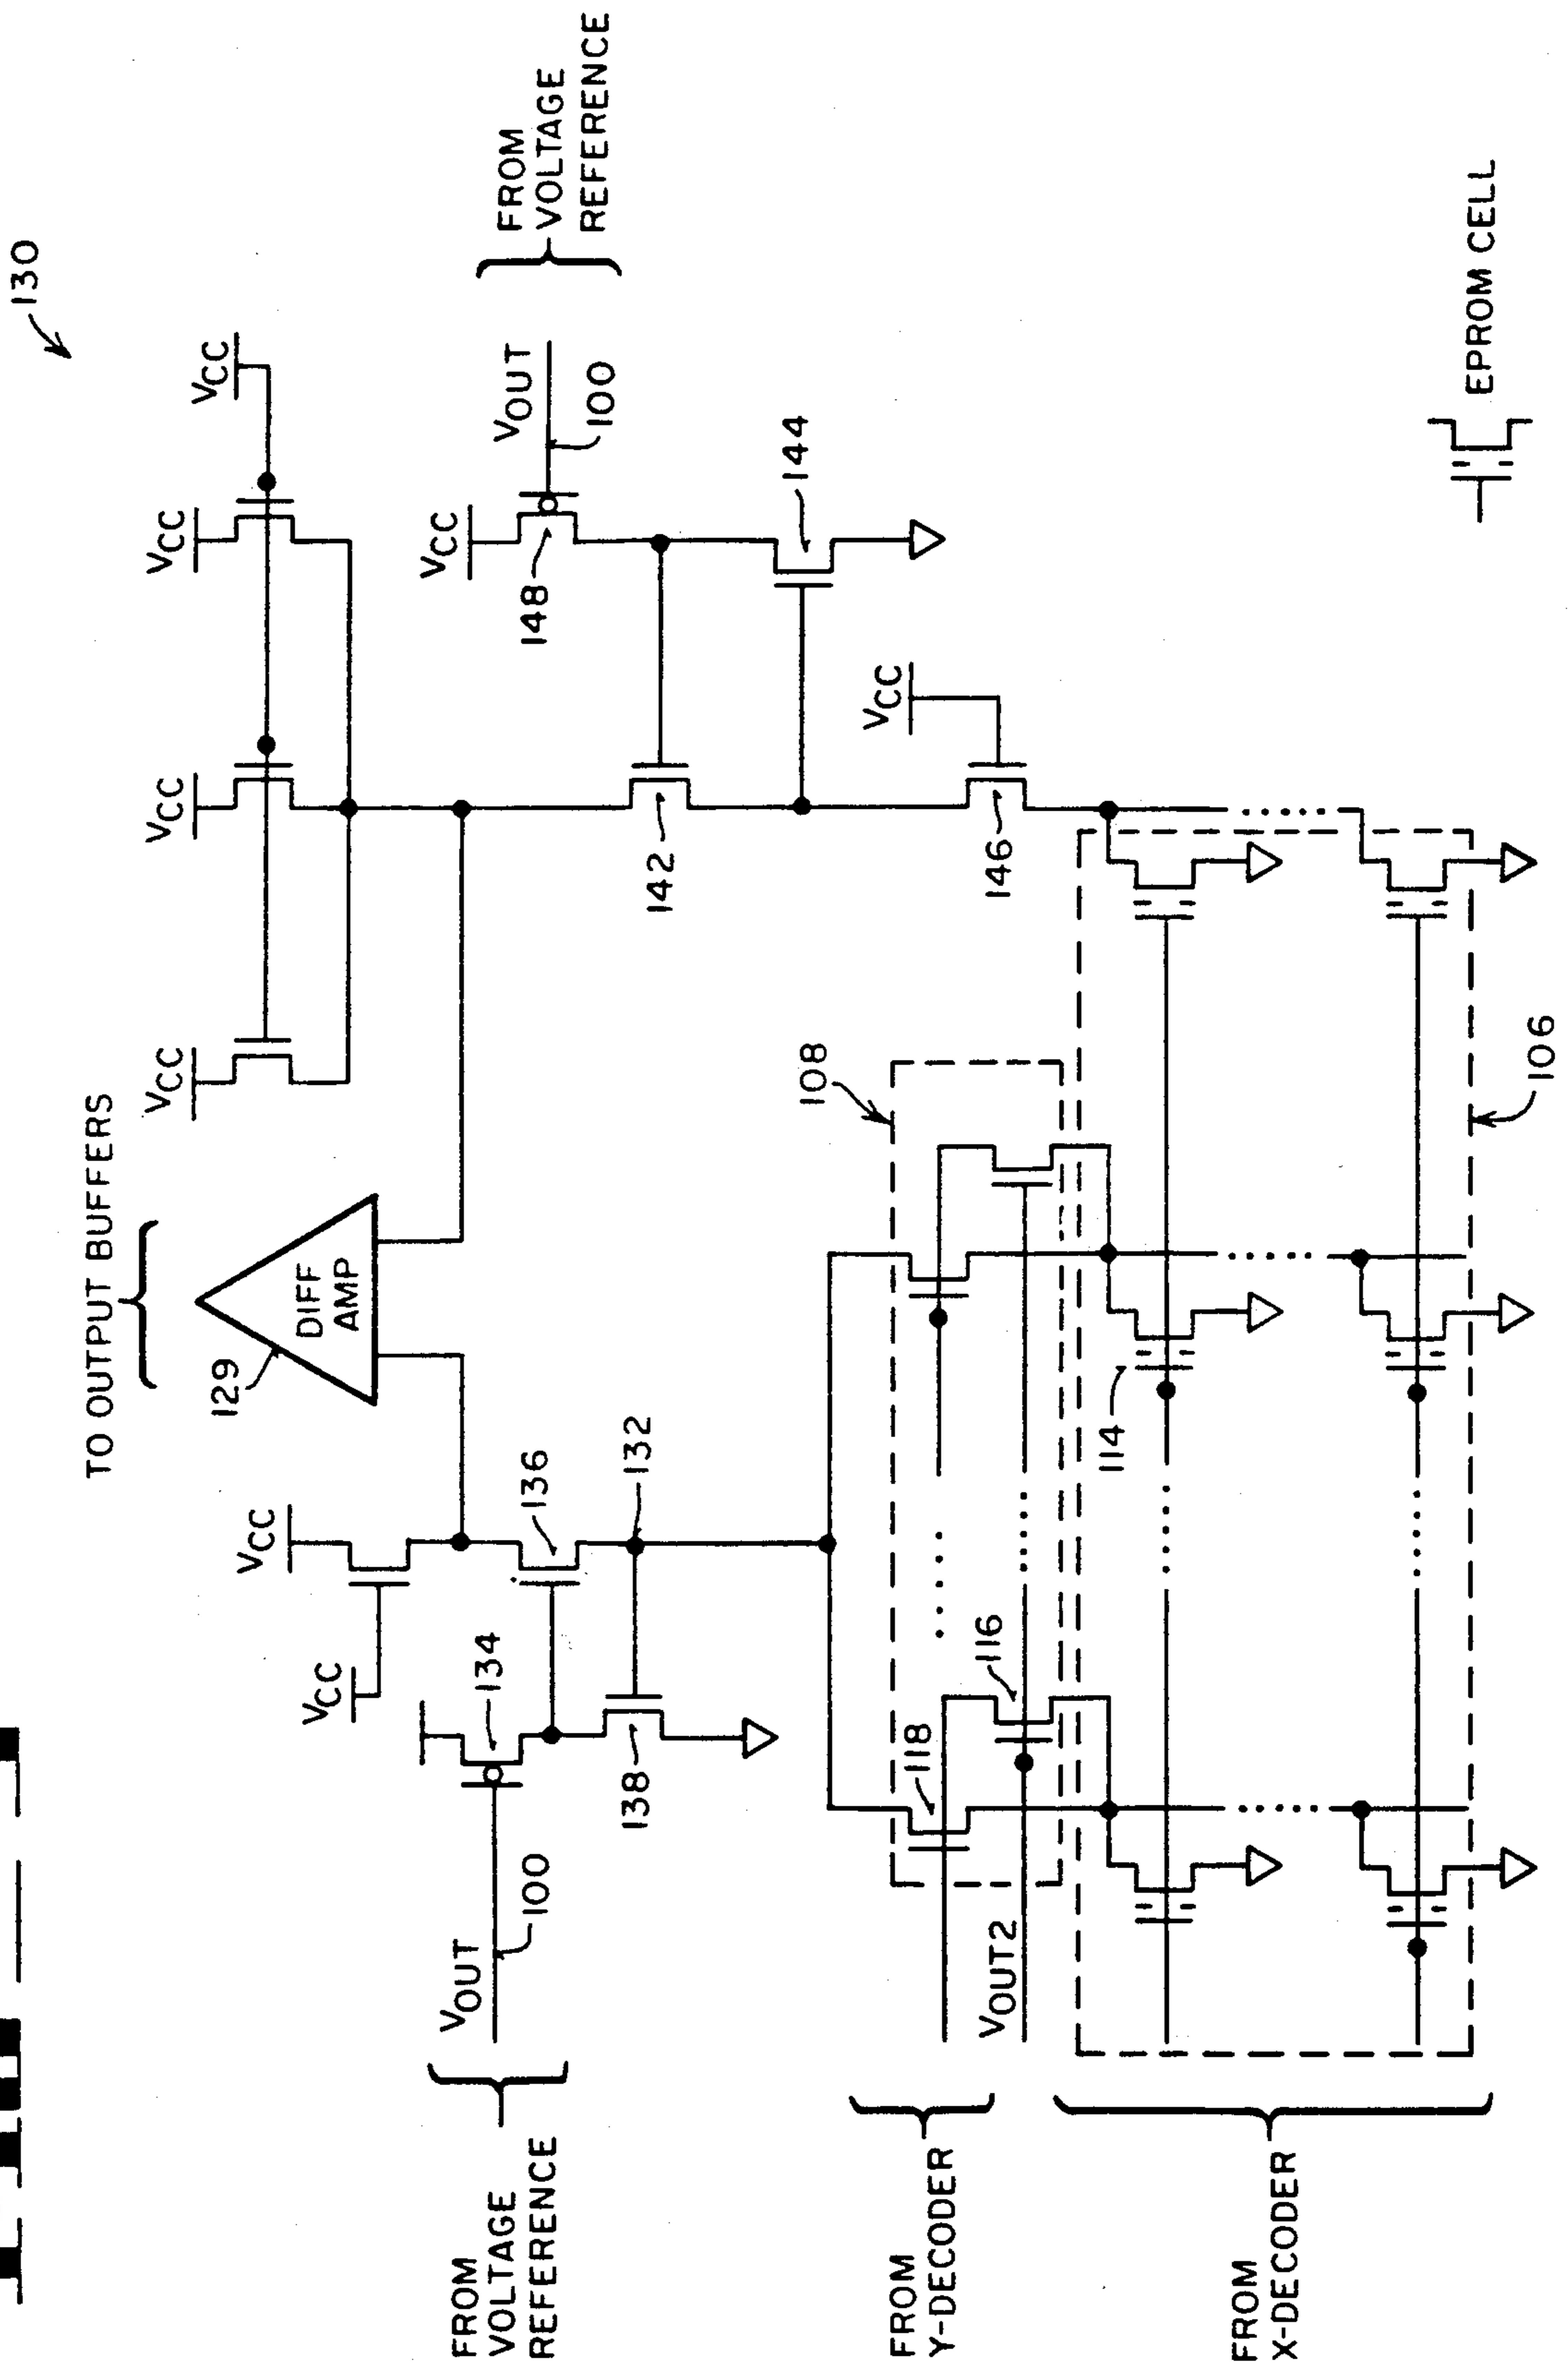 130
TO OUTPUT BUFFERS
VCC
VCC
VCC
VCC
129
DIFF
AMP
VCC
VCC
134
136
132
138
VOUT
100
FROM
VOLTAGE
REFERENCE
FROM
VOLTAGE
REFERENCE
VOUT
100
VCC
148
144
142
VCC
146
108
118
116
VOUT2
114
106
FROM
Y-DECODER
FROM
X-DECODER
EPROM CELL